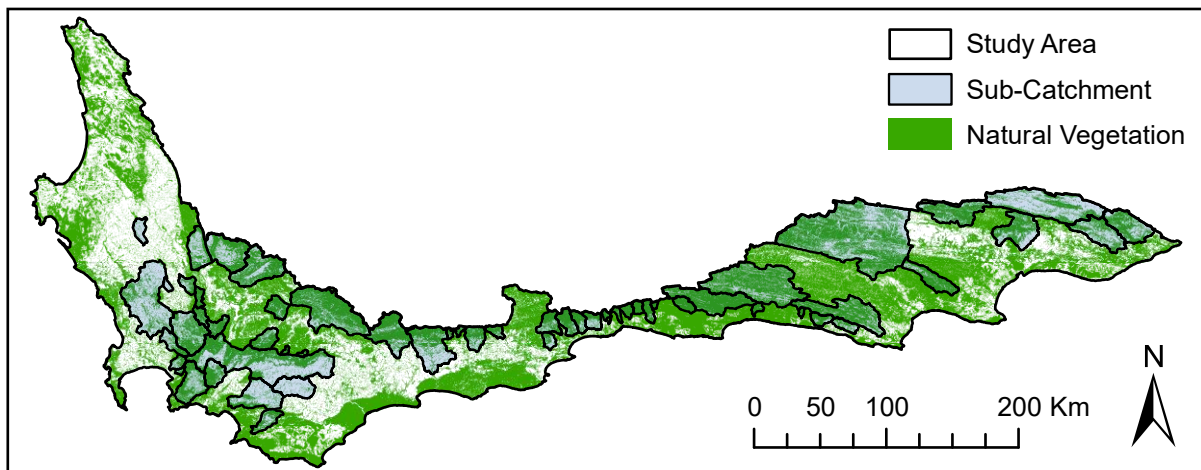 Study Area
Sub-Catchment
Natural Vegetation
N
0 50 100 200 Km